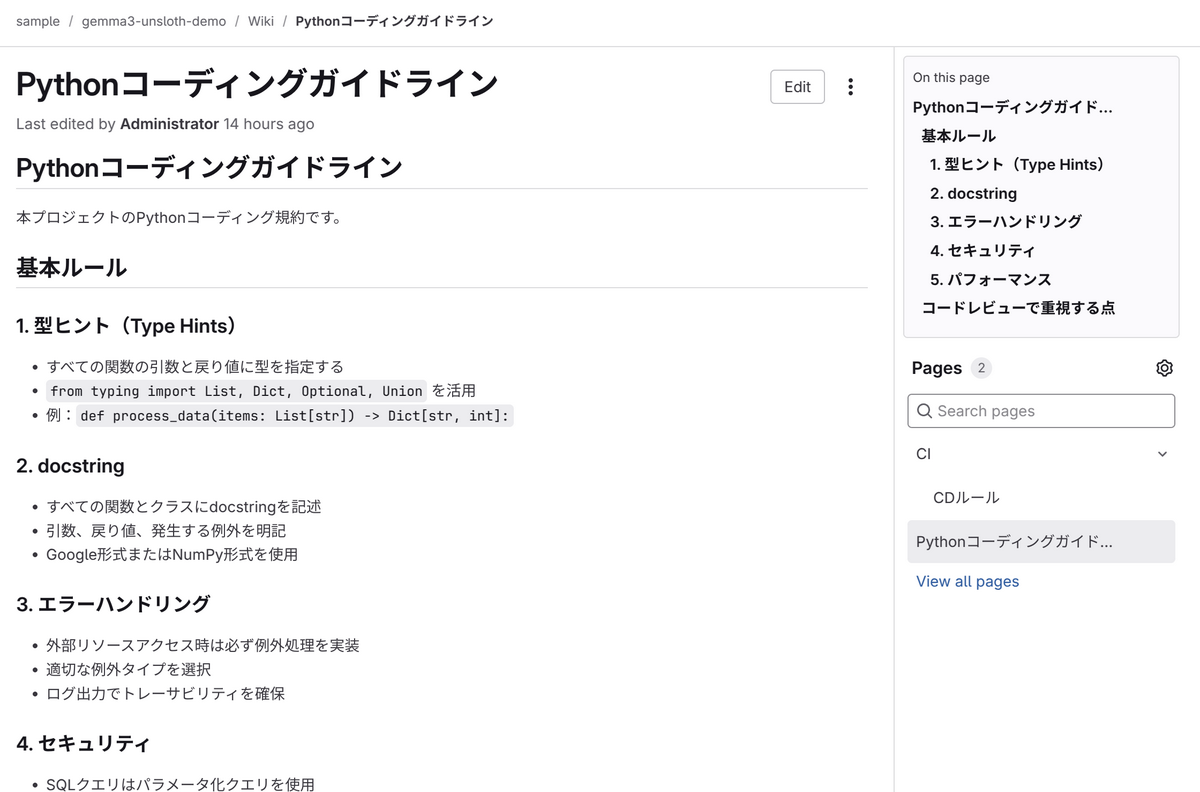 sample / gemma3-unsloth-demo / Wiki / Pythonコーディングガイドライン
Pythonコーディングガイドライン
Edit
Last edited by Administrator 14 hours ago
Pythonコーディングガイドライン
本プロジェクトのPythonコーディング規約です。
基本ルール
1. 型ヒント（Type Hints）
• すべての関数の引数と戻り値に型を指定する
• from typing import List, Dict, Optional, Union を活用
• 例： def process_data(items: List[str]) -> Dict[str, int]:
2. docstring
• すべての関数とクラスにdocstringを記述
• 引数、戻り値、発生する例外を明記
• Google形式またはNumPy形式を使用
3. エラーハンドリング
• 外部リソースアクセス時は必ず例外処理を実装
• 適切な例外タイプを選択
• ログ出力でトレーサビリティを確保
4. セキュリティ
• SQLクエリはパラメータ化クエリを使用
On this page
Pythonコーディングガイド...
基本ルール
1. 型ヒント（Type Hints）
2. docstring
3. エラーハンドリング
4. セキュリティ
5. パフォーマンス
コードレビューで重視する点
Pages 2
Search pages
CI
CDルール
Pythonコーディングガイド...
View all pages